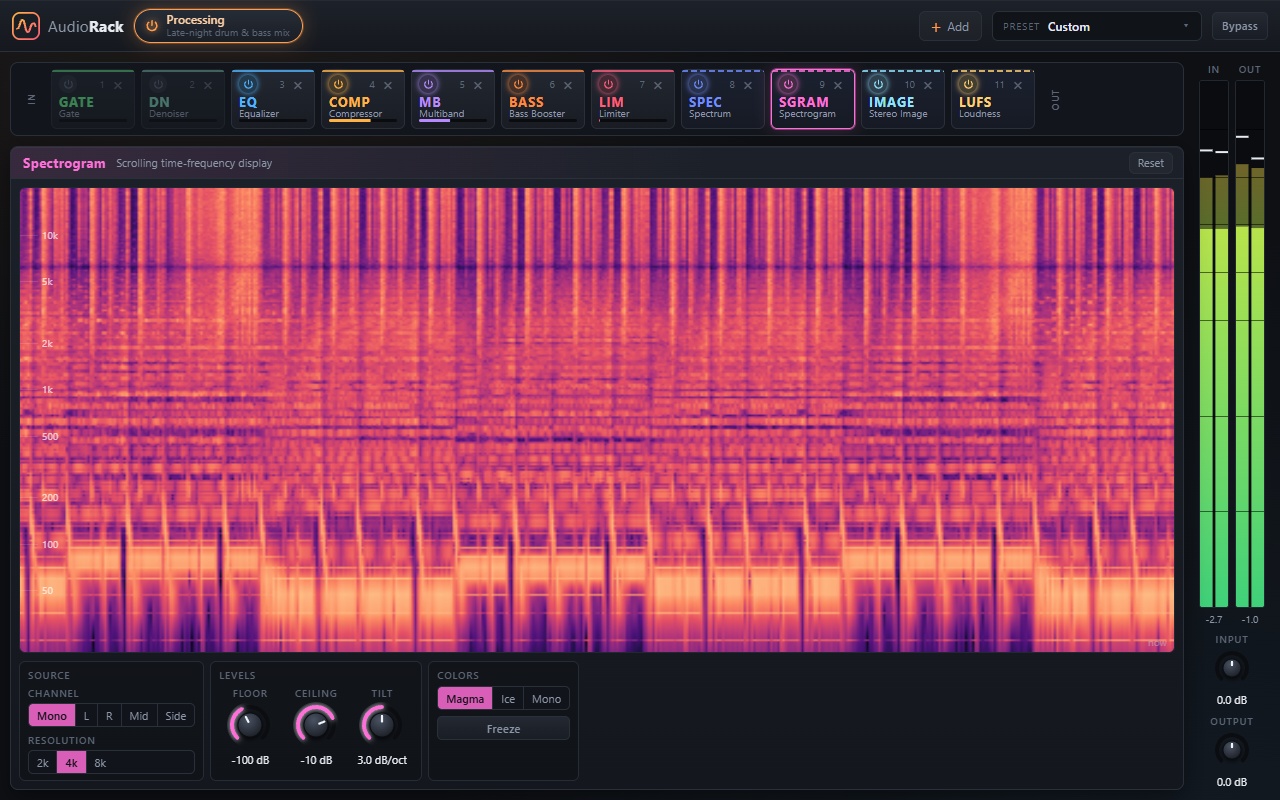 AudioRack
Processing
Late-night drum & bass mix
+ Add
PRESET Custom
Bypass
IN
1
GATE
Gate
2
DN
Denoiser
3
EQ
Equalizer
4
COMP
Compressor
5
MB
Multiband
6
BASS
Bass Booster
7
LIM
Limiter
8
SPEC
Spectrum
9
SGRAM
Spectrogram
10
IMAGE
Stereo Image
11
LUFS
Loudness
OUT
Spectrogram Scrolling time-frequency display
Reset
10k
5k
2k
1k
500
200
100
50
now
SOURCE
CHANNEL
Mono L R Mid Side
RESOLUTION
2k 4k 8k
LEVELS
FLOOR CEILING TILT
-100 dB -10 dB 3.0 dB/oct
COLORS
Magma Ice Mono
Freeze
IN OUT
-2.7 -1.0
INPUT
0.0 dB
OUTPUT
0.0 dB